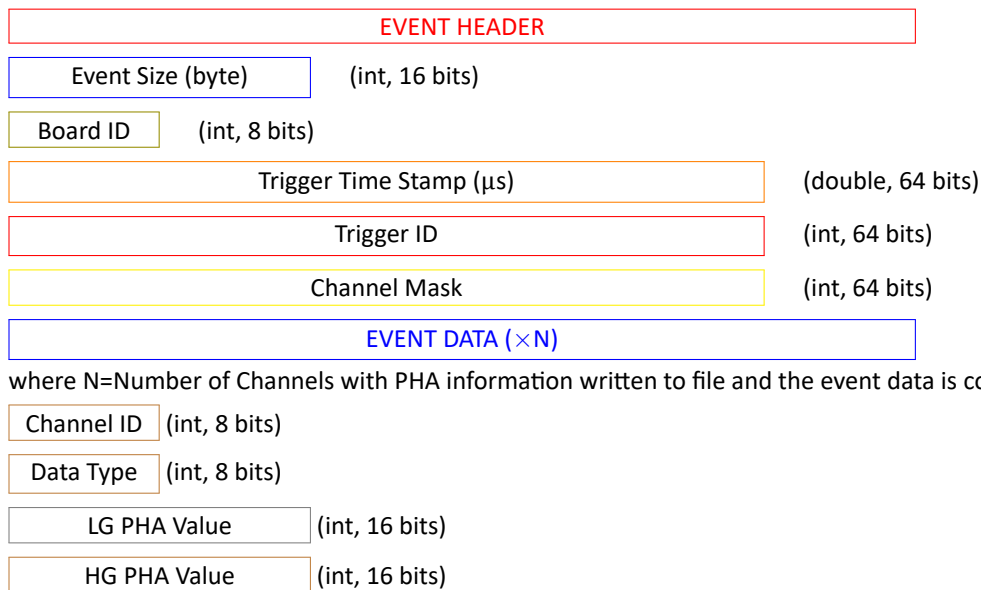 EVENT HEADER
Event Size (byte) (int, 16 bits)
Board ID (int, 8 bits)
Trigger Time Stamp (μs) (double, 64 bits)
Trigger ID (int, 64 bits)
Channel Mask (int, 64 bits)
EVENT DATA (×N)
where N=Number of Channels with PHA information written to file and the event data is
Channel ID (int, 8 bits)
Data Type (int, 8 bits)
LG PHA Value (int, 16 bits)
HG PHA Value (int, 16 bits)